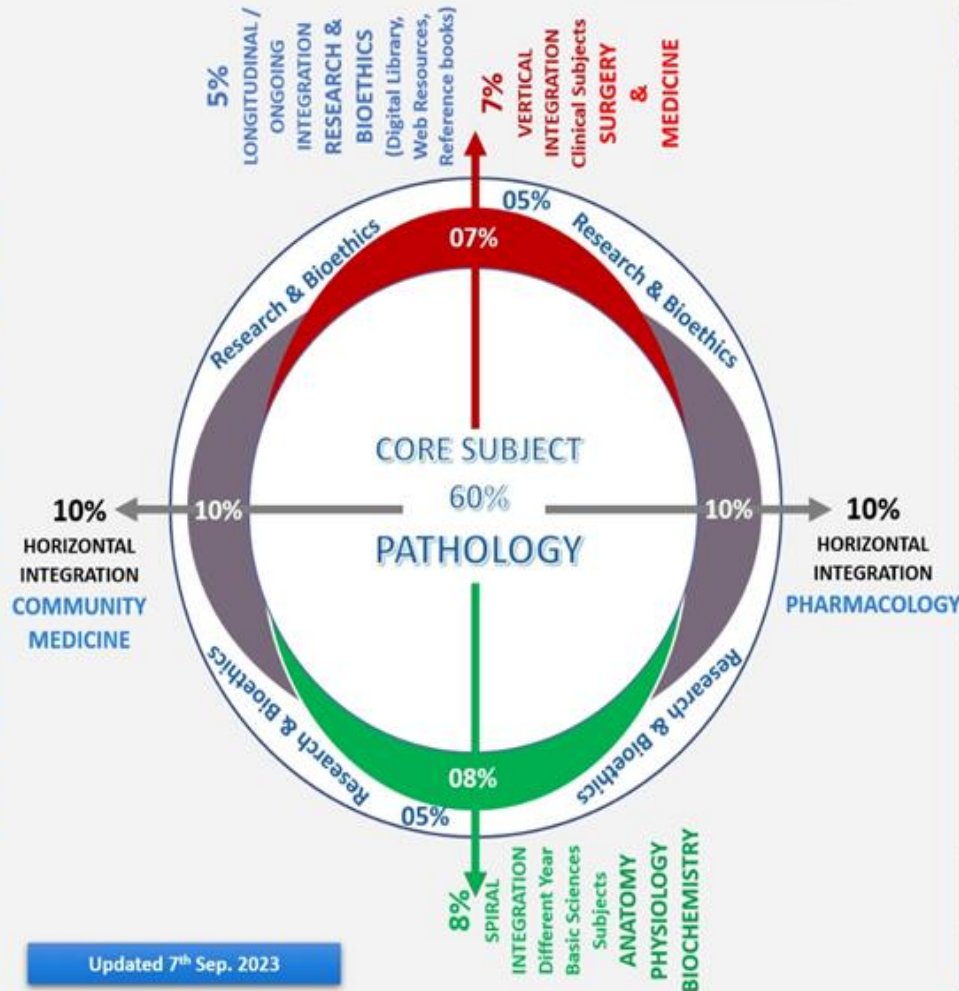 5%
LONGITUDINAL /
ONGOING
INTEGRATION
RESEARCH &
BIOETHICS
(Digital Library,
Web Resources,
Reference books)
7%
VERTICAL
INTEGRATION
Clinical Subjects
SURGERY
&
MEDICINE
05%
07%
Research & Bioethics
Research & Bioethics
CORE SUBJECT
60%
PATHOLOGY
10%
HORIZONTAL
INTEGRATION
COMMUNITY
MEDICINE
10%
10%
10%
HORIZONTAL
INTEGRATION
PHARMACOLOGY
Research & Bioethics
Research & Bioethics
08%
05%
8%
SPIRAL
INTEGRATION
Different Year
Basic Sciences
Subjects
ANATOMY
PHYSIOLOGY
BIOCHEMISTRY
Updated 7th Sep. 2023